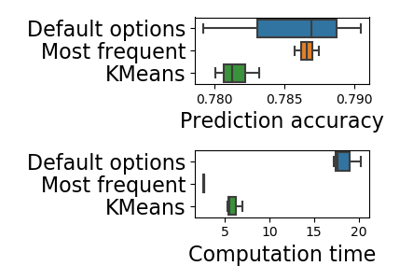 Default options
Most frequent
KMeans
0.780 0.785 0.790
Prediction accuracy
Default options
Most frequent
KMeans
5 10 15 20
Computation time